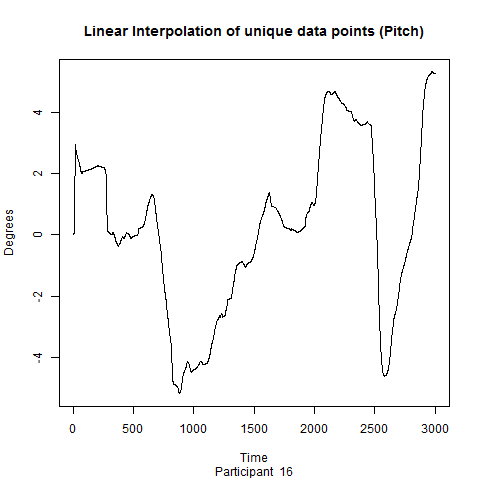 Linear Interpolation of unique data points (Pitch)
Degrees
4
2
0
-2
-4
0 500 1000 1500 2000 2500 3000
Time
Participant 16